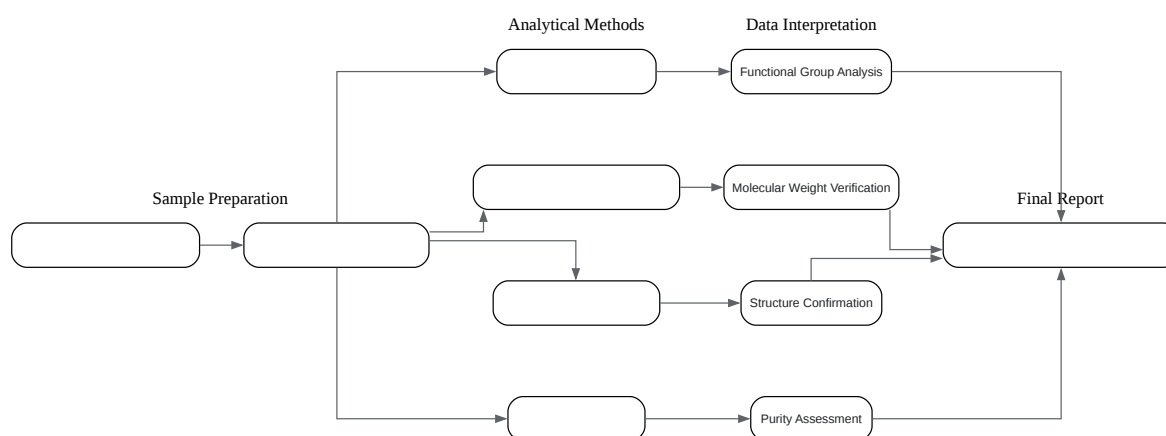 Analytical Methods
Data Interpretation
Functional Group Analysis
Molecular Weight Verification
Sample Preparation
Final Report
Structure Confirmation
Purity Assessment